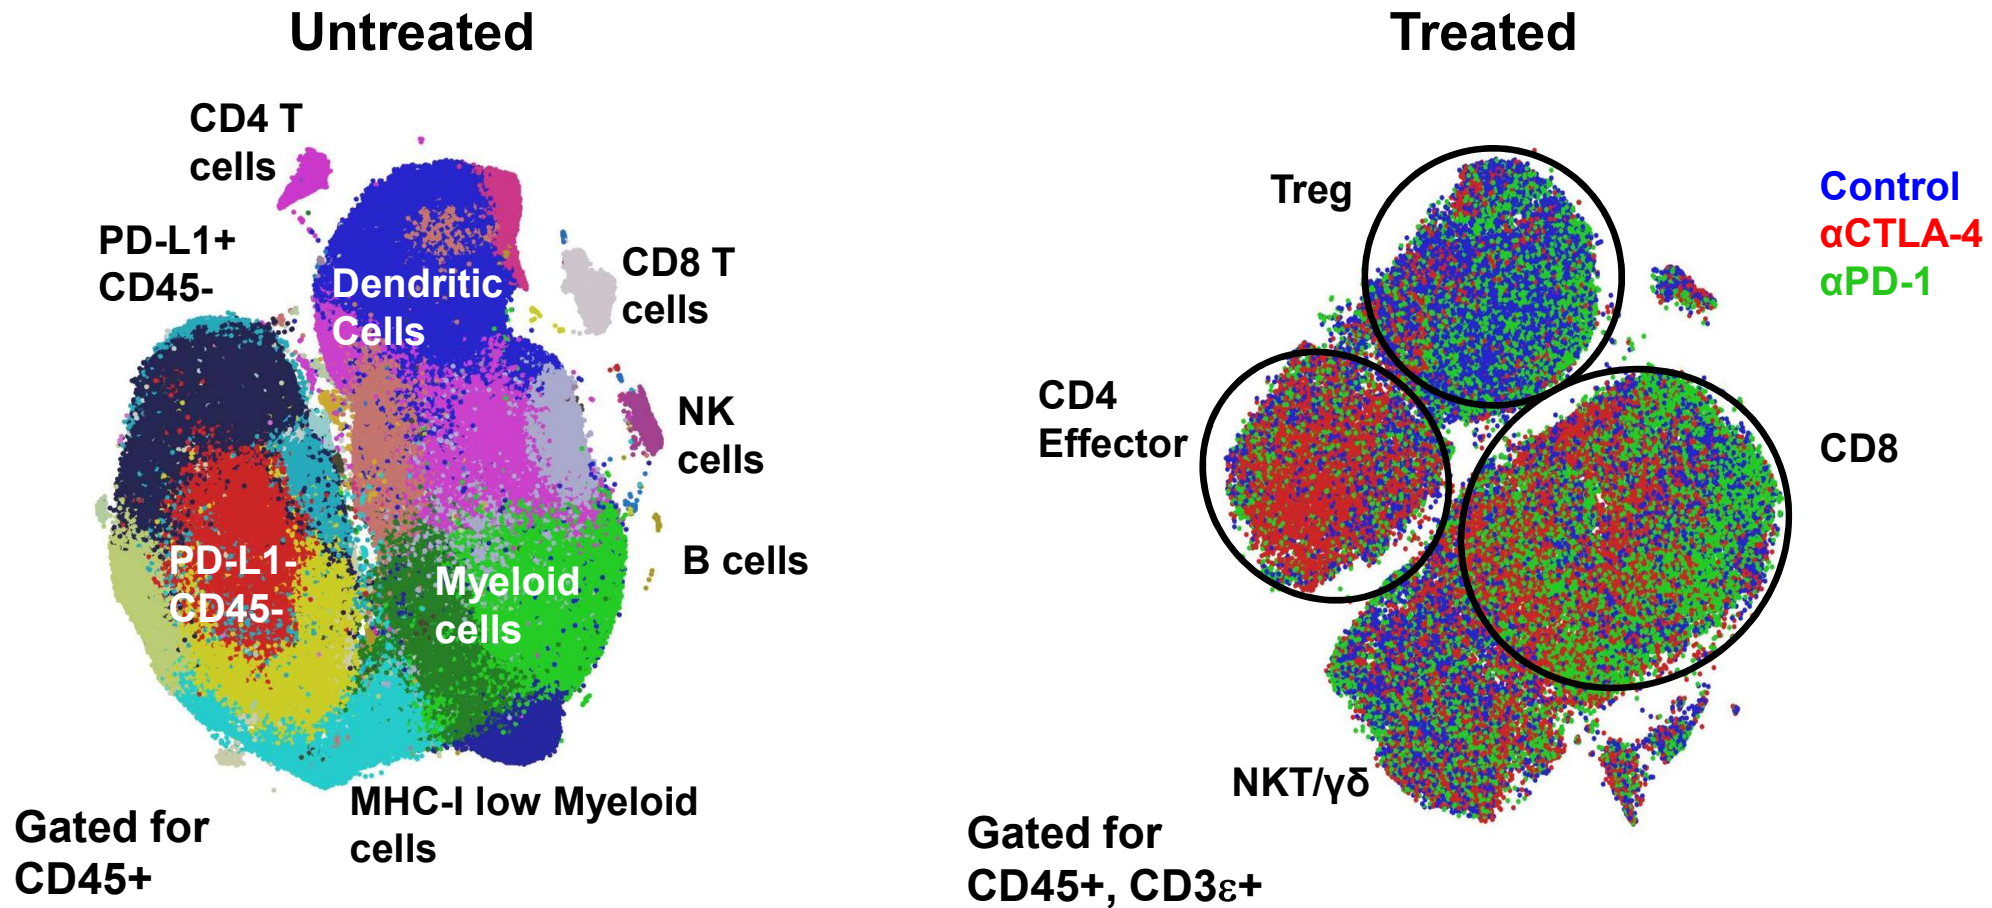 Untreated
CD4 T
cells
PD-L1+
CD45-
Dendritic
Cells
CD8 T
cells
NK
cells
PD-L1-
CD45-
Myeloid
cells
B cells
MHC-I low Myeloid
cells
Gated for
CD45+
Treated
Treg
Control
αCTLA-4
αPD-1
CD4
Effector
CD8
NKT/γδ
Gated for
CD45+, CD3ε+